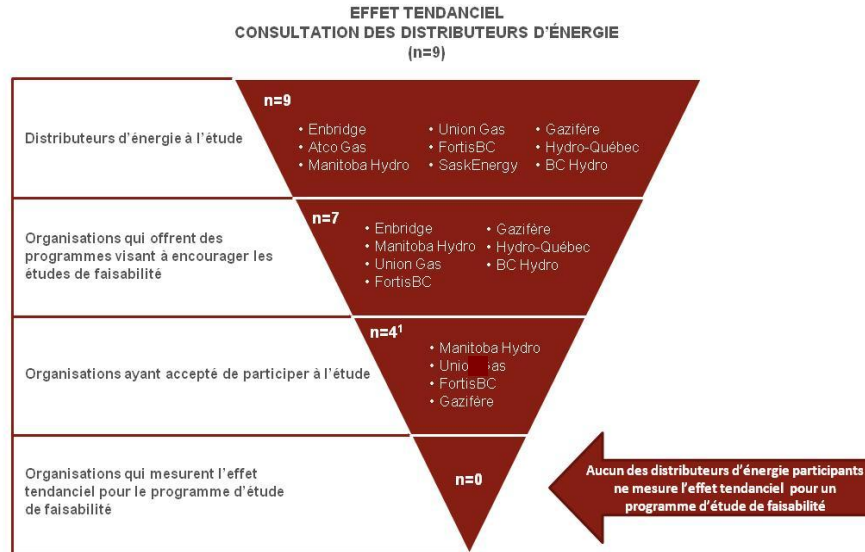 EFFET TENDANCIEL
CONSULTATION DES DISTRIBUTEURS D'ÉNERGIE
(n=9)
Distributeurs d'énergie à l'étude
n=9
• Enbridge
• Atco Gas
• Manitoba Hydro
• Union Gas
• FortisBC
• SaskEnergy
• Gazifère
• Hydro-Québec
• BC Hydro
Organisations qui offrent des
programmes visant à encourager les
études de faisabilité
n=7
• Enbridge
• Manitoba Hydro
• Union Gas
• FortisBC
• Gazifère
• Hydro-Québec
• BC Hydro
Organisations ayant accepté de participer à l'étude
n=4¹
• Manitoba Hydro
•
• FortisBC
• Gazifère
Organisations qui mesurent l'effet
tendanciel pour le programme d'étude
de faisabilité
n=0
Aucun des distributeurs d'énergie participants
ne mesure l'effet tendanciel pour un
programme d'étude de faisabilité